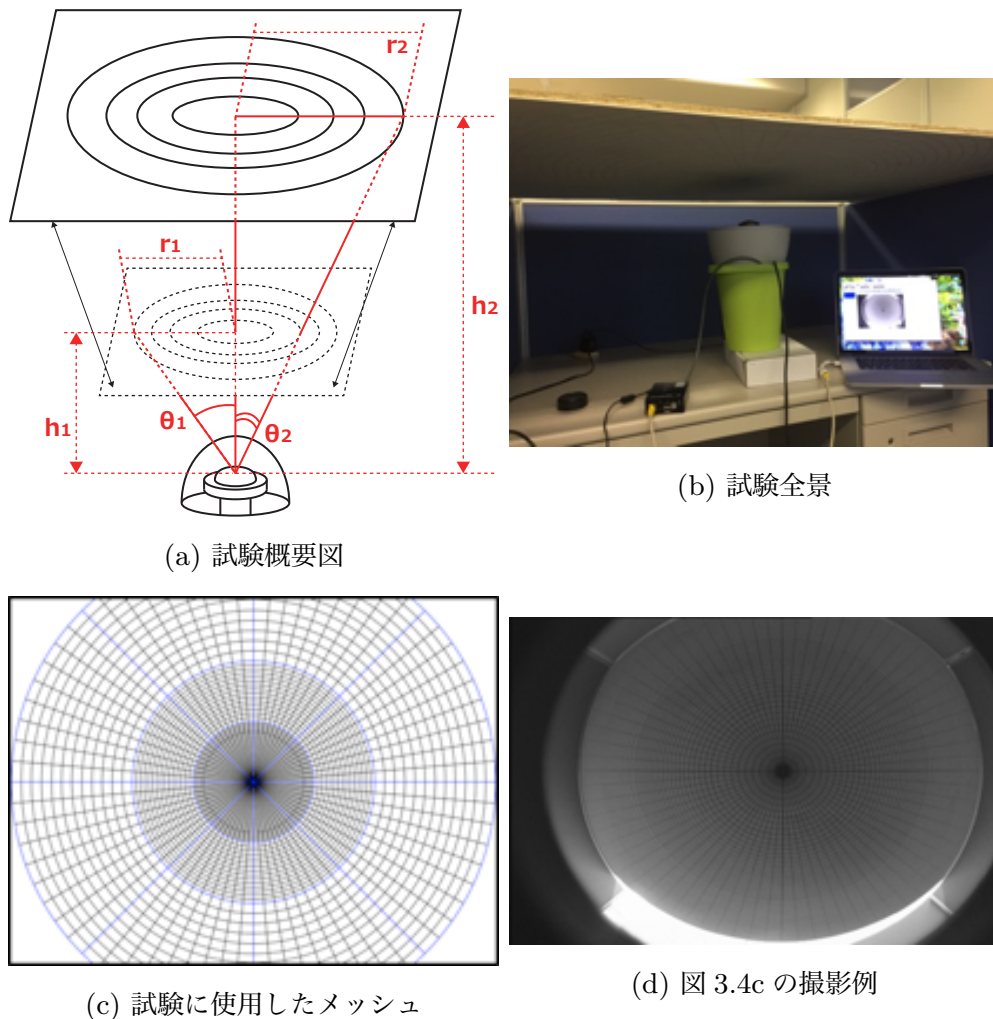 r2
r1
h2
h1
θ1
θ2
(a) 試験概要図
(b) 試験全景
(c) 試験に使用したメッシュ
(d) 図 3.4c の撮影例